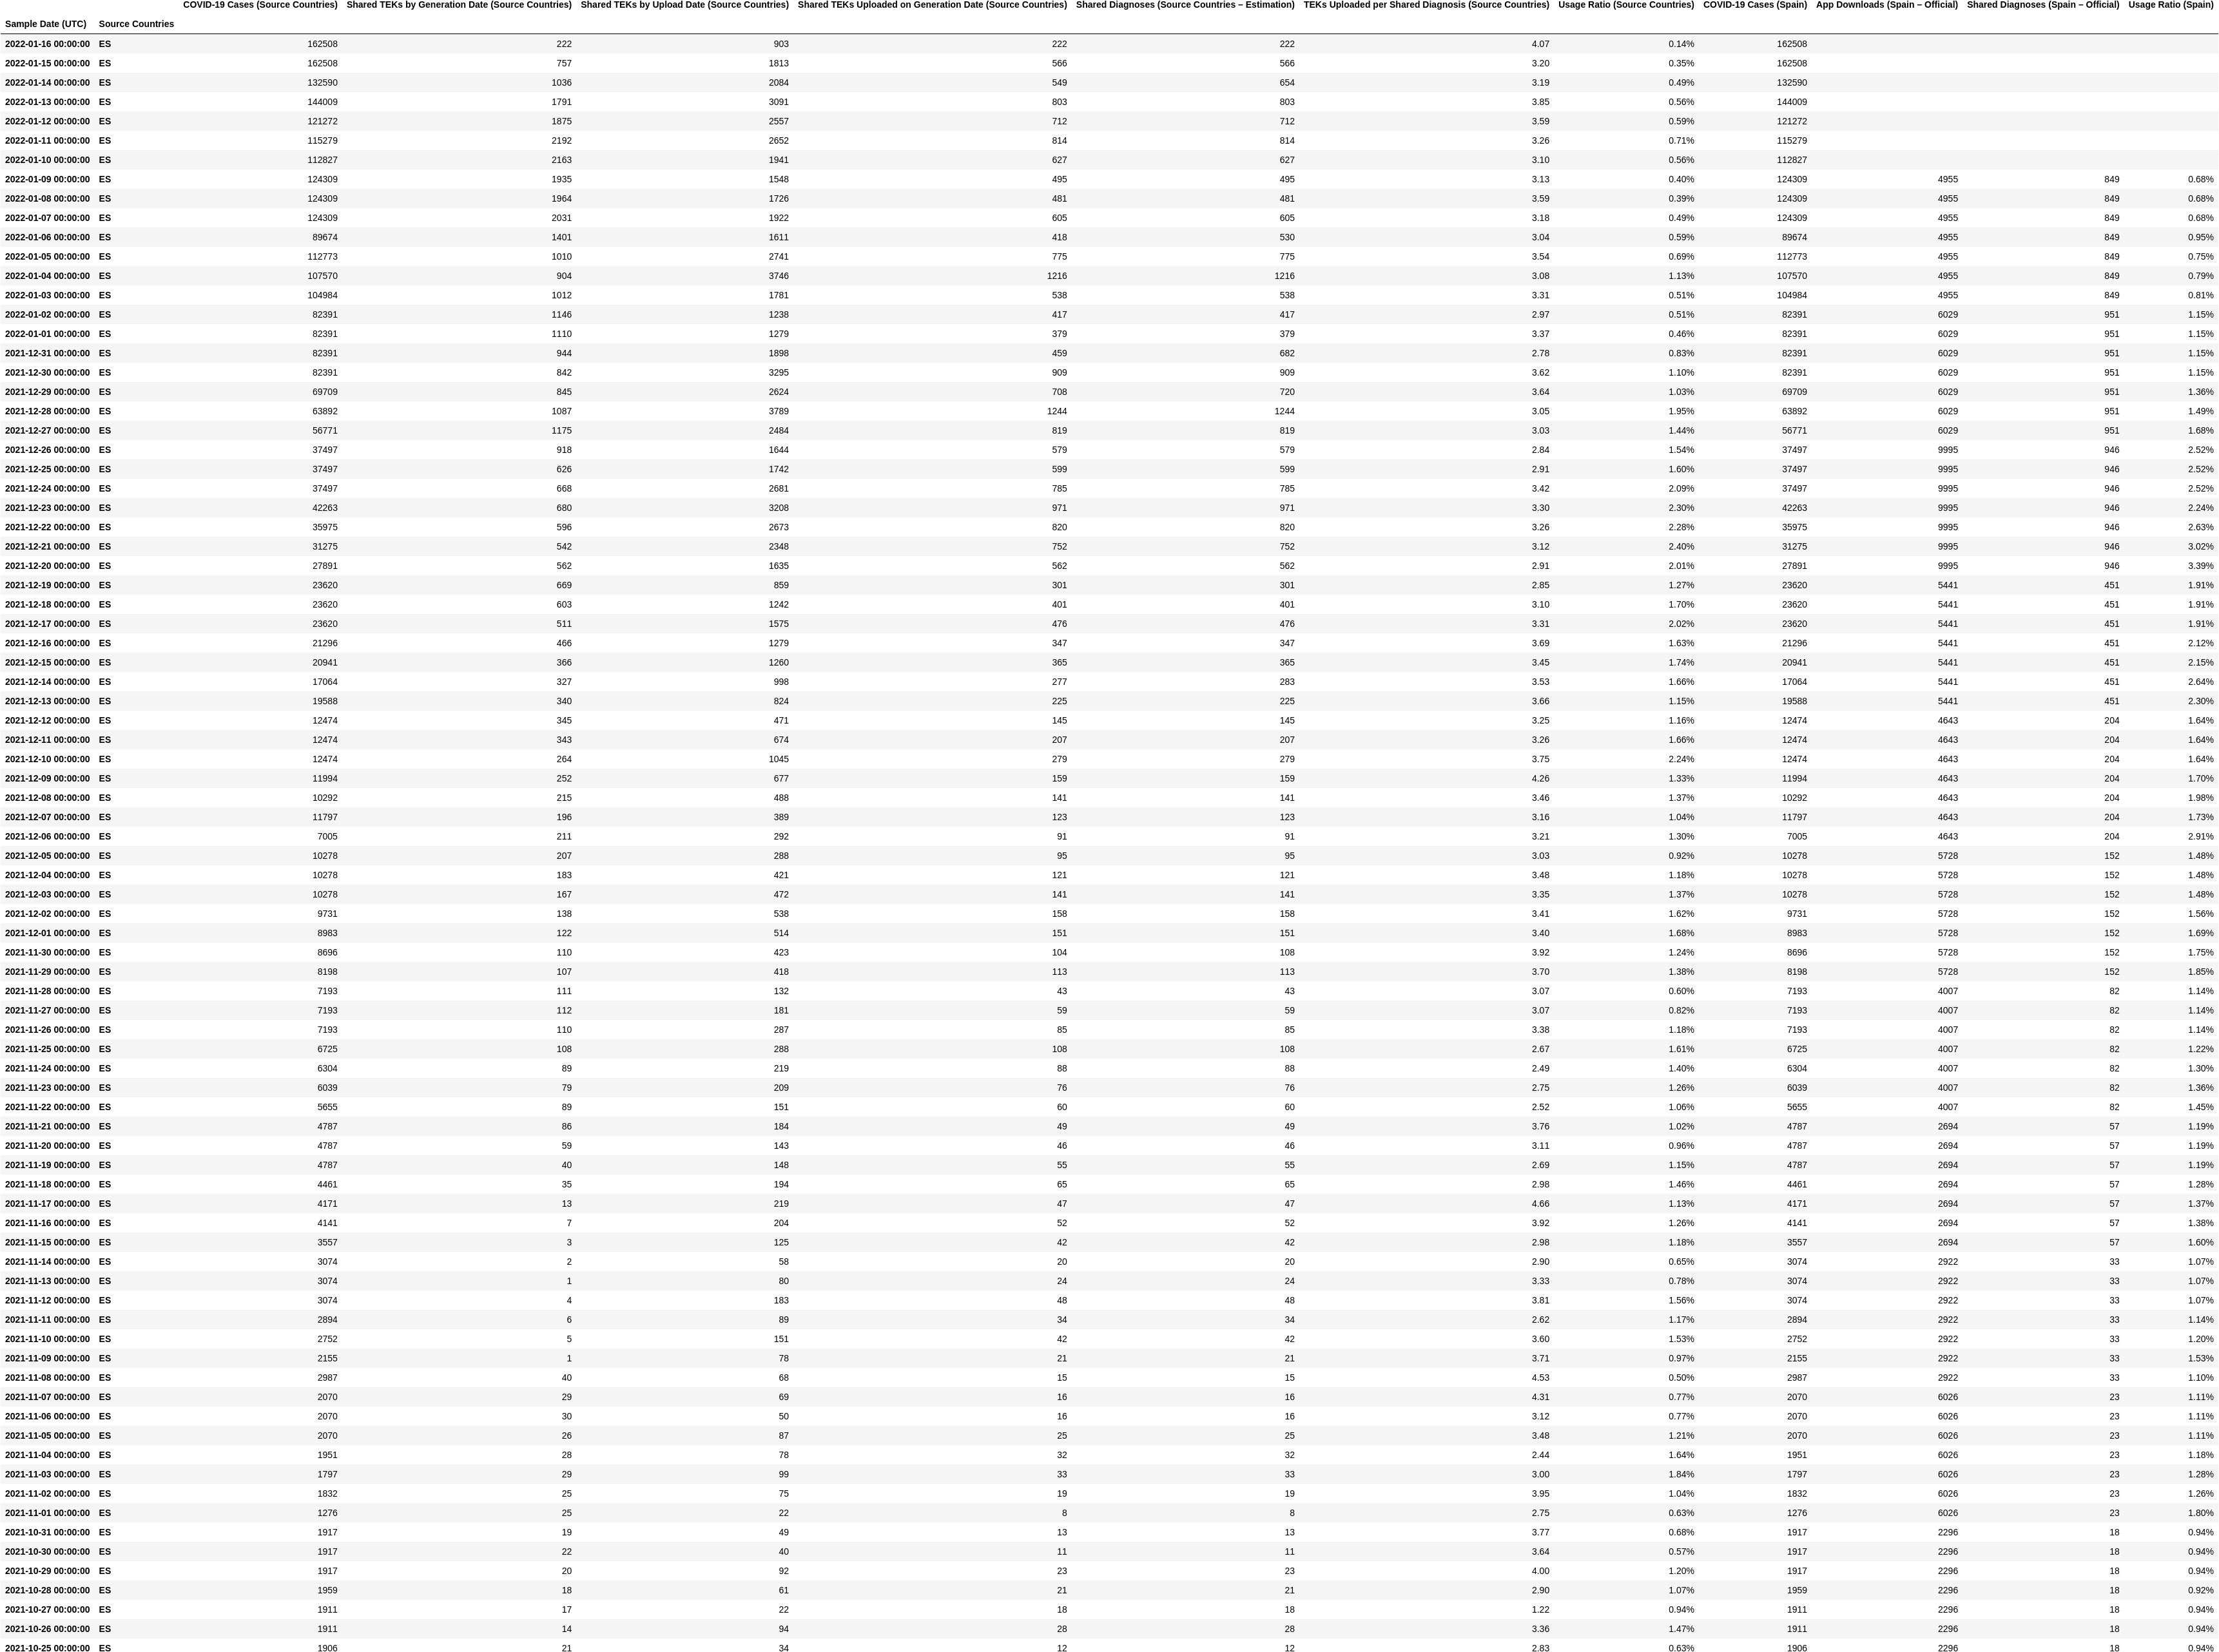 COVID-19 Cases (Source Countries) Shared TEKs by Generation Date (Source Countries) Shared TEKs by Upload Date (Source Countries) Shared TEKs Uploaded on Generation Date (Source Countries) Shared Diagnoses (Source Countries – Estimation) TEKs Uploaded per Shared Diagnosis (Source Countries) Usage Ratio (Source Countries) COVID-19 Cases (Spain) App Downloads (Spain – Official) Shared Diagnoses (Spain – Official) Usage Ratio (Spain)
Sample Date (UTC) Source Countries
2022-01-16 00:00:00 ES 162508 222 903 222 222 4.07 0.14% 162508
2022-01-15 00:00:00 ES 162508 757 1813 566 566 3.20 0.35% 162508
2022-01-14 00:00:00 ES 132590 1036 2084 549 654 3.19 0.49% 132590
2022-01-13 00:00:00 ES 144009 1791 3091 803 803 3.85 0.56% 144009
2022-01-12 00:00:00 ES 121272 1875 2557 712 712 3.59 0.59% 121272
2022-01-11 00:00:00 ES 115279 2192 2652 814 814 3.26 0.71% 115279
2022-01-10 00:00:00 ES 112827 2163 1941 627 627 3.10 0.56% 112827
2022-01-09 00:00:00 ES 124309 1935 1548 495 495 3.13 0.40% 124309 4955 849 0.68%
2022-01-08 00:00:00 ES 124309 1964 1726 481 481 3.59 0.39% 124309 4955 849 0.68%
2022-01-07 00:00:00 ES 124309 2031 1922 605 605 3.18 0.49% 124309 4955 849 0.68%
2022-01-06 00:00:00 ES 89674 1401 1611 418 530 3.04 0.59% 89674 4955 849 0.95%
2022-01-05 00:00:00 ES 112773 1010 2741 775 775 3.54 0.69% 112773 4955 849 0.75%
2022-01-04 00:00:00 ES 107570 904 3746 1216 1216 3.08 1.13% 107570 4955 849 0.79%
2022-01-03 00:00:00 ES 104984 1012 1781 538 538 3.31 0.51% 104984 4955 849 0.81%
2022-01-02 00:00:00 ES 82391 1146 1238 417 417 2.97 0.51% 82391 6029 951 1.15%
2022-01-01 00:00:00 ES 82391 1110 1279 379 379 3.37 0.46% 82391 6029 951 1.15%
2021-12-31 00:00:00 ES 82391 944 1898 459 682 2.78 0.83% 82391 6029 951 1.15%
2021-12-30 00:00:00 ES 82391 842 3295 909 909 3.62 1.10% 82391 6029 951 1.15%
2021-12-29 00:00:00 ES 69709 845 2624 708 720 3.64 1.03% 69709 6029 951 1.36%
2021-12-28 00:00:00 ES 63892 1087 3789 1244 1244 3.05 1.95% 63892 6029 951 1.49%
2021-12-27 00:00:00 ES 56771 1175 2484 819 819 3.03 1.44% 56771 6029 951 1.68%
2021-12-26 00:00:00 ES 37497 918 1644 579 579 2.84 1.54% 37497 9995 946 2.52%
2021-12-25 00:00:00 ES 37497 626 1742 599 599 2.91 1.60% 37497 9995 946 2.52%
2021-12-24 00:00:00 ES 37497 668 2681 785 785 3.42 2.09% 37497 9995 946 2.52%
2021-12-23 00:00:00 ES 42263 680 3208 971 971 3.30 2.30% 42263 9995 946 2.24%
2021-12-22 00:00:00 ES 35975 596 2673 820 820 3.26 2.28% 35975 9995 946 2.63%
2021-12-21 00:00:00 ES 31275 542 2348 752 752 3.12 2.40% 31275 9995 946 3.02%
2021-12-20 00:00:00 ES 27891 562 1635 562 562 2.91 2.01% 27891 9995 946 3.39%
2021-12-19 00:00:00 ES 23620 669 859 301 301 2.85 1.27% 23620 5441 451 1.91%
2021-12-18 00:00:00 ES 23620 603 1242 401 401 3.10 1.70% 23620 5441 451 1.91%
2021-12-17 00:00:00 ES 23620 511 1575 476 476 3.31 2.02% 23620 5441 451 1.91%
2021-12-16 00:00:00 ES 21296 466 1279 347 347 3.69 1.63% 21296 5441 451 2.12%
2021-12-15 00:00:00 ES 20941 366 1260 365 365 3.45 1.74% 20941 5441 451 2.15%
2021-12-14 00:00:00 ES 17064 327 998 277 283 3.53 1.66% 17064 5441 451 2.64%
2021-12-13 00:00:00 ES 19588 340 824 225 225 3.66 1.15% 19588 5441 451 2.30%
2021-12-12 00:00:00 ES 12474 345 471 145 145 3.25 1.16% 12474 4643 204 1.64%
2021-12-11 00:00:00 ES 12474 343 674 207 207 3.26 1.66% 12474 4643 204 1.64%
2021-12-10 00:00:00 ES 12474 264 1045 279 279 3.75 2.24% 12474 4643 204 1.64%
2021-12-09 00:00:00 ES 11994 252 677 159 159 4.26 1.33% 11994 4643 204 1.70%
2021-12-08 00:00:00 ES 10292 215 488 141 141 3.46 1.37% 10292 4643 204 1.98%
2021-12-07 00:00:00 ES 11797 196 389 123 123 3.16 1.04% 11797 4643 204 1.73%
2021-12-06 00:00:00 ES 7005 211 292 91 91 3.21 1.30% 7005 4643 204 2.91%
2021-12-05 00:00:00 ES 10278 207 288 95 95 3.03 0.92% 10278 5728 152 1.48%
2021-12-04 00:00:00 ES 10278 183 421 121 121 3.48 1.18% 10278 5728 152 1.48%
2021-12-03 00:00:00 ES 10278 167 472 141 141 3.35 1.37% 10278 5728 152 1.48%
2021-12-02 00:00:00 ES 9731 138 538 158 158 3.41 1.62% 9731 5728 152 1.56%
2021-12-01 00:00:00 ES 8983 122 514 151 151 3.40 1.68% 8983 5728 152 1.69%
2021-11-30 00:00:00 ES 8696 110 423 104 108 3.92 1.24% 8696 5728 152 1.75%
2021-11-29 00:00:00 ES 8198 107 418 113 113 3.70 1.38% 8198 5728 152 1.85%
2021-11-28 00:00:00 ES 7193 111 132 43 43 3.07 0.60% 7193 4007 82 1.14%
2021-11-27 00:00:00 ES 7193 112 181 59 59 3.07 0.82% 7193 4007 82 1.14%
2021-11-26 00:00:00 ES 7193 110 287 85 85 3.38 1.18% 7193 4007 82 1.14%
2021-11-25 00:00:00 ES 6725 108 288 108 108 2.67 1.61% 6725 4007 82 1.22%
2021-11-24 00:00:00 ES 6304 89 219 88 88 2.49 1.40% 6304 4007 82 1.30%
2021-11-23 00:00:00 ES 6039 79 209 76 76 2.75 1.26% 6039 4007 82 1.36%
2021-11-22 00:00:00 ES 5655 89 151 60 60 2.52 1.06% 5655 4007 82 1.45%
2021-11-21 00:00:00 ES 4787 86 184 49 49 3.76 1.02% 4787 2694 57 1.19%
2021-11-20 00:00:00 ES 4787 59 143 46 46 3.11 0.96% 4787 2694 57 1.19%
2021-11-19 00:00:00 ES 4787 40 148 55 55 2.69 1.15% 4787 2694 57 1.19%
2021-11-18 00:00:00 ES 4461 35 194 65 65 2.98 1.46% 4461 2694 57 1.28%
2021-11-17 00:00:00 ES 4171 13 219 47 47 4.66 1.13% 4171 2694 57 1.37%
2021-11-16 00:00:00 ES 4141 7 204 52 52 3.92 1.26% 4141 2694 57 1.38%
2021-11-15 00:00:00 ES 3557 3 125 42 42 2.98 1.18% 3557 2694 57 1.60%
2021-11-14 00:00:00 ES 3074 2 58 20 20 2.90 0.65% 3074 2922 33 1.07%
2021-11-13 00:00:00 ES 3074 1 80 24 24 3.33 0.78% 3074 2922 33 1.07%
2021-11-12 00:00:00 ES 3074 4 183 48 48 3.81 1.56% 3074 2922 33 1.07%
2021-11-11 00:00:00 ES 2894 6 89 34 34 2.62 1.17% 2894 2922 33 1.14%
2021-11-10 00:00:00 ES 2752 5 151 42 42 3.60 1.53% 2752 2922 33 1.20%
2021-11-09 00:00:00 ES 2155 1 78 21 21 3.71 0.97% 2155 2922 33 1.53%
2021-11-08 00:00:00 ES 2987 40 68 15 15 4.53 0.50% 2987 2922 33 1.10%
2021-11-07 00:00:00 ES 2070 29 69 16 16 4.31 0.77% 2070 6026 23 1.11%
2021-11-06 00:00:00 ES 2070 30 50 16 16 3.12 0.77% 2070 6026 23 1.11%
2021-11-05 00:00:00 ES 2070 26 87 25 25 3.48 1.21% 2070 6026 23 1.11%
2021-11-04 00:00:00 ES 1951 28 78 32 32 2.44 1.64% 1951 6026 23 1.18%
2021-11-03 00:00:00 ES 1797 29 99 33 33 3.00 1.84% 1797 6026 23 1.28%
2021-11-02 00:00:00 ES 1832 25 75 19 19 3.95 1.04% 1832 6026 23 1.26%
2021-11-01 00:00:00 ES 1276 25 22 8 8 2.75 0.63% 1276 6026 23 1.80%
2021-10-31 00:00:00 ES 1917 19 49 13 13 3.77 0.68% 1917 2296 18 0.94%
2021-10-30 00:00:00 ES 1917 22 40 11 11 3.64 0.57% 1917 2296 18 0.94%
2021-10-29 00:00:00 ES 1917 20 92 23 23 4.00 1.20% 1917 2296 18 0.94%
2021-10-28 00:00:00 ES 1959 18 61 21 21 2.90 1.07% 1959 2296 18 0.92%
2021-10-27 00:00:00 ES 1911 17 22 18 18 1.22 0.94% 1911 2296 18 0.94%
2021-10-26 00:00:00 ES 1911 14 94 28 28 3.36 1.47% 1911 2296 18 0.94%
2021-10-25 00:00:00 ES 1906 21 34 12 12 2.83 0.63% 1906 2296 18 0.94%